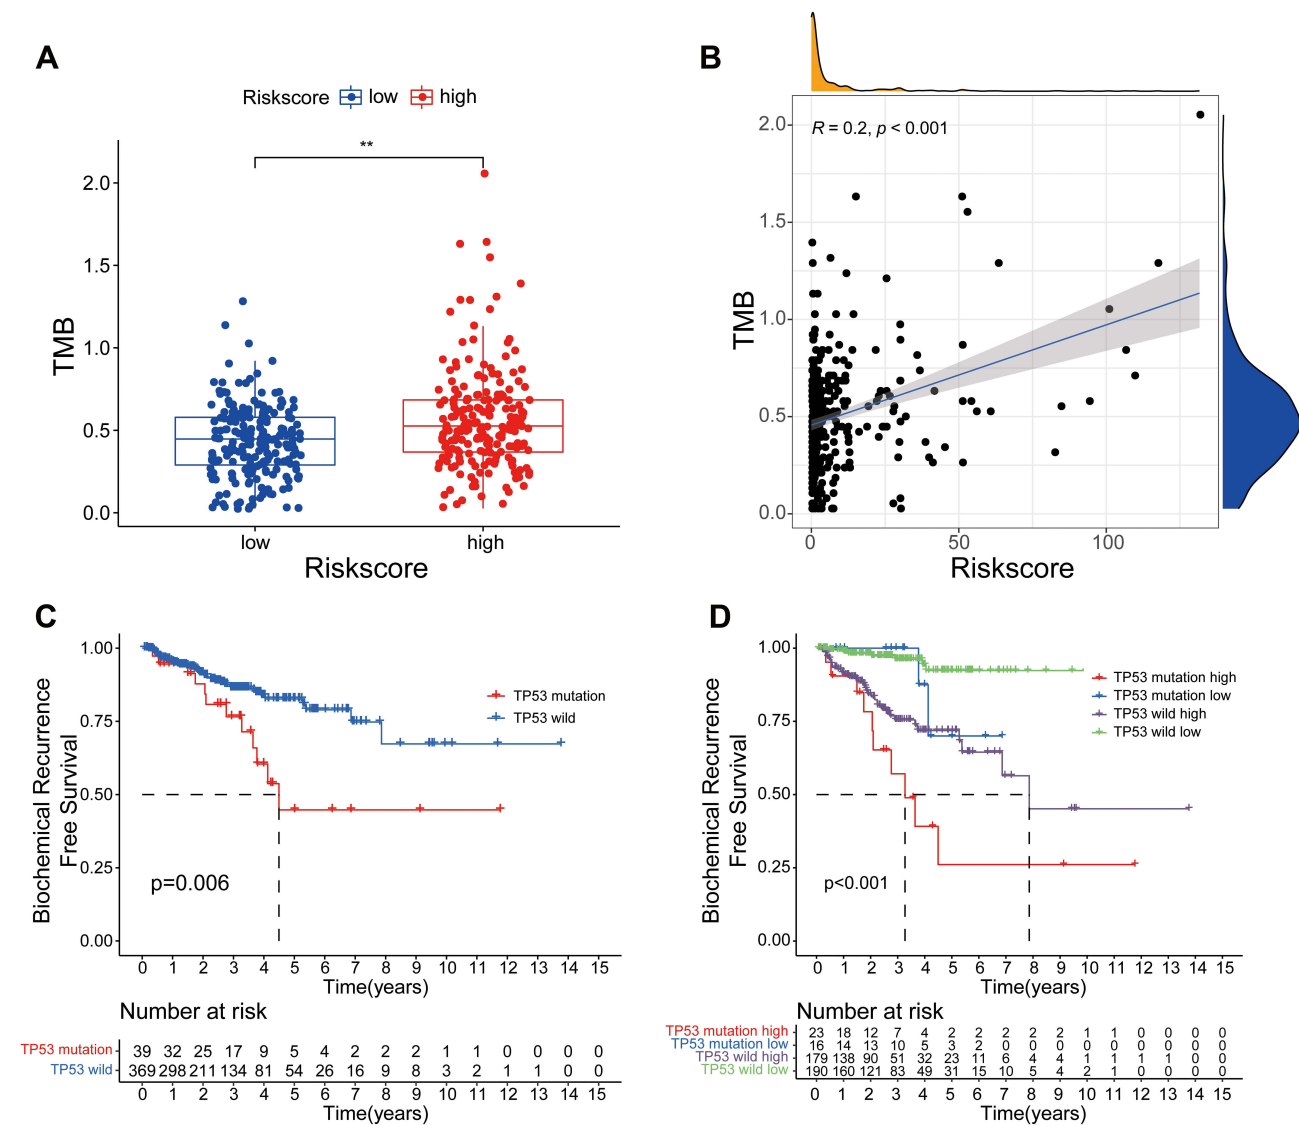 A
Riskscore low high
**
TMB
2.0
1.5
1.0
0.5
0.0
low high
Riskscore
B
R = 0.2, p < 0.001
TMB
2.0
1.5
1.0
0.5
0.0
0 50 100
Riskscore
C
Biochemical Recurrence
Free Survival
1.00
0.75
0.50
0.25
0.00
TP53 mutation
TP53 wild
p=0.006
0 1 2 3 4 5 6 7 8 9 10 11 12 13 14 15
Time(years)
Number at risk
TP53 mutation 39 32 25 17 9 5 4 2 2 2 1 1 0 0 0 0
TP53 wild 369 298 211 134 81 54 26 16 9 8 3 2 1 1 0 0
0 1 2 3 4 5 6 7 8 9 10 11 12 13 14 15
Time(years)
D
Biochemical Recurrence
Free Survival
1.00
0.75
0.50
0.25
0.00
TP53 mutation high
TP53 mutation low
TP53 wild high
TP53 wild low
p<0.001
0 1 2 3 4 5 6 7 8 9 10 11 12 13 14 15
Time(years)
Number at risk
TP53 mutation high 23 18 12 7 4 2 2 2 2 2 1 1 0 0 0 0
TP53 mutation low 16 14 13 10 5 3 2 0 0 0 0 0 0 0 0 0
TP53 wild high 179 138 90 51 32 23 11 6 4 4 1 1 1 1 0 0
TP53 wild low 190 160 121 83 49 31 15 10 5 4 2 1 0 0 0 0
0 1 2 3 4 5 6 7 8 9 10 11 12 13 14 15
Time(years)